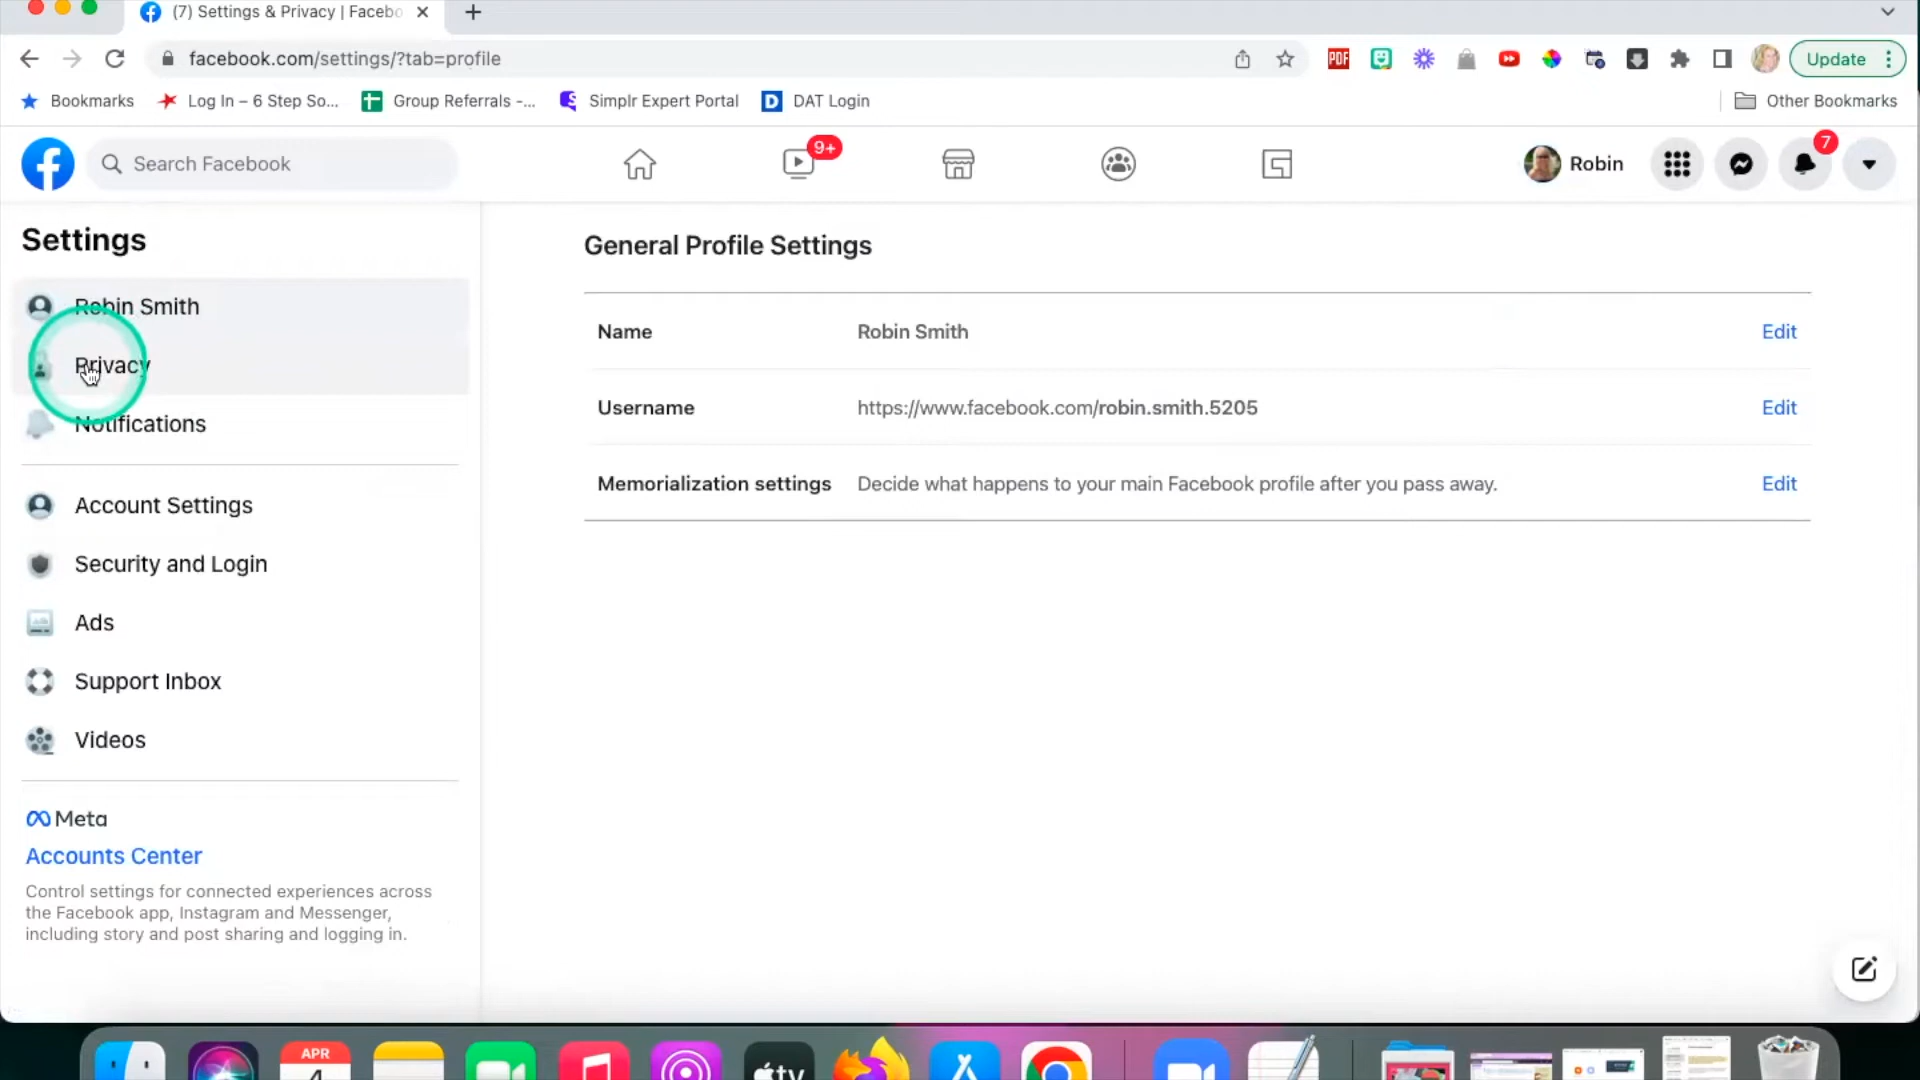 (7) Settings & Privacy | Facebo
facebook.com/settings/?tab=profile
PDF
Update
Bookmarks
Log In – 6 Step So...
Group Referrals -...
Simplr Expert Portal
D
DAT Login
Other Bookmarks
Search Facebook
9+
Robin
7
Settings
Robin Smith
Privacy
Notifications
Account Settings
Security and Login
Ads
Support Inbox
Videos
Meta
Accounts Center
Control settings for connected experiences across
the Facebook app, Instagram and Messenger,
including story and post sharing and logging in.
General Profile Settings
Name Robin Smith Edit
Username https://www.facebook.com/robin.smith.5205 Edit
Memorialization settings Decide what happens to your main Facebook profile after you pass away. Edit
APR
4
tv